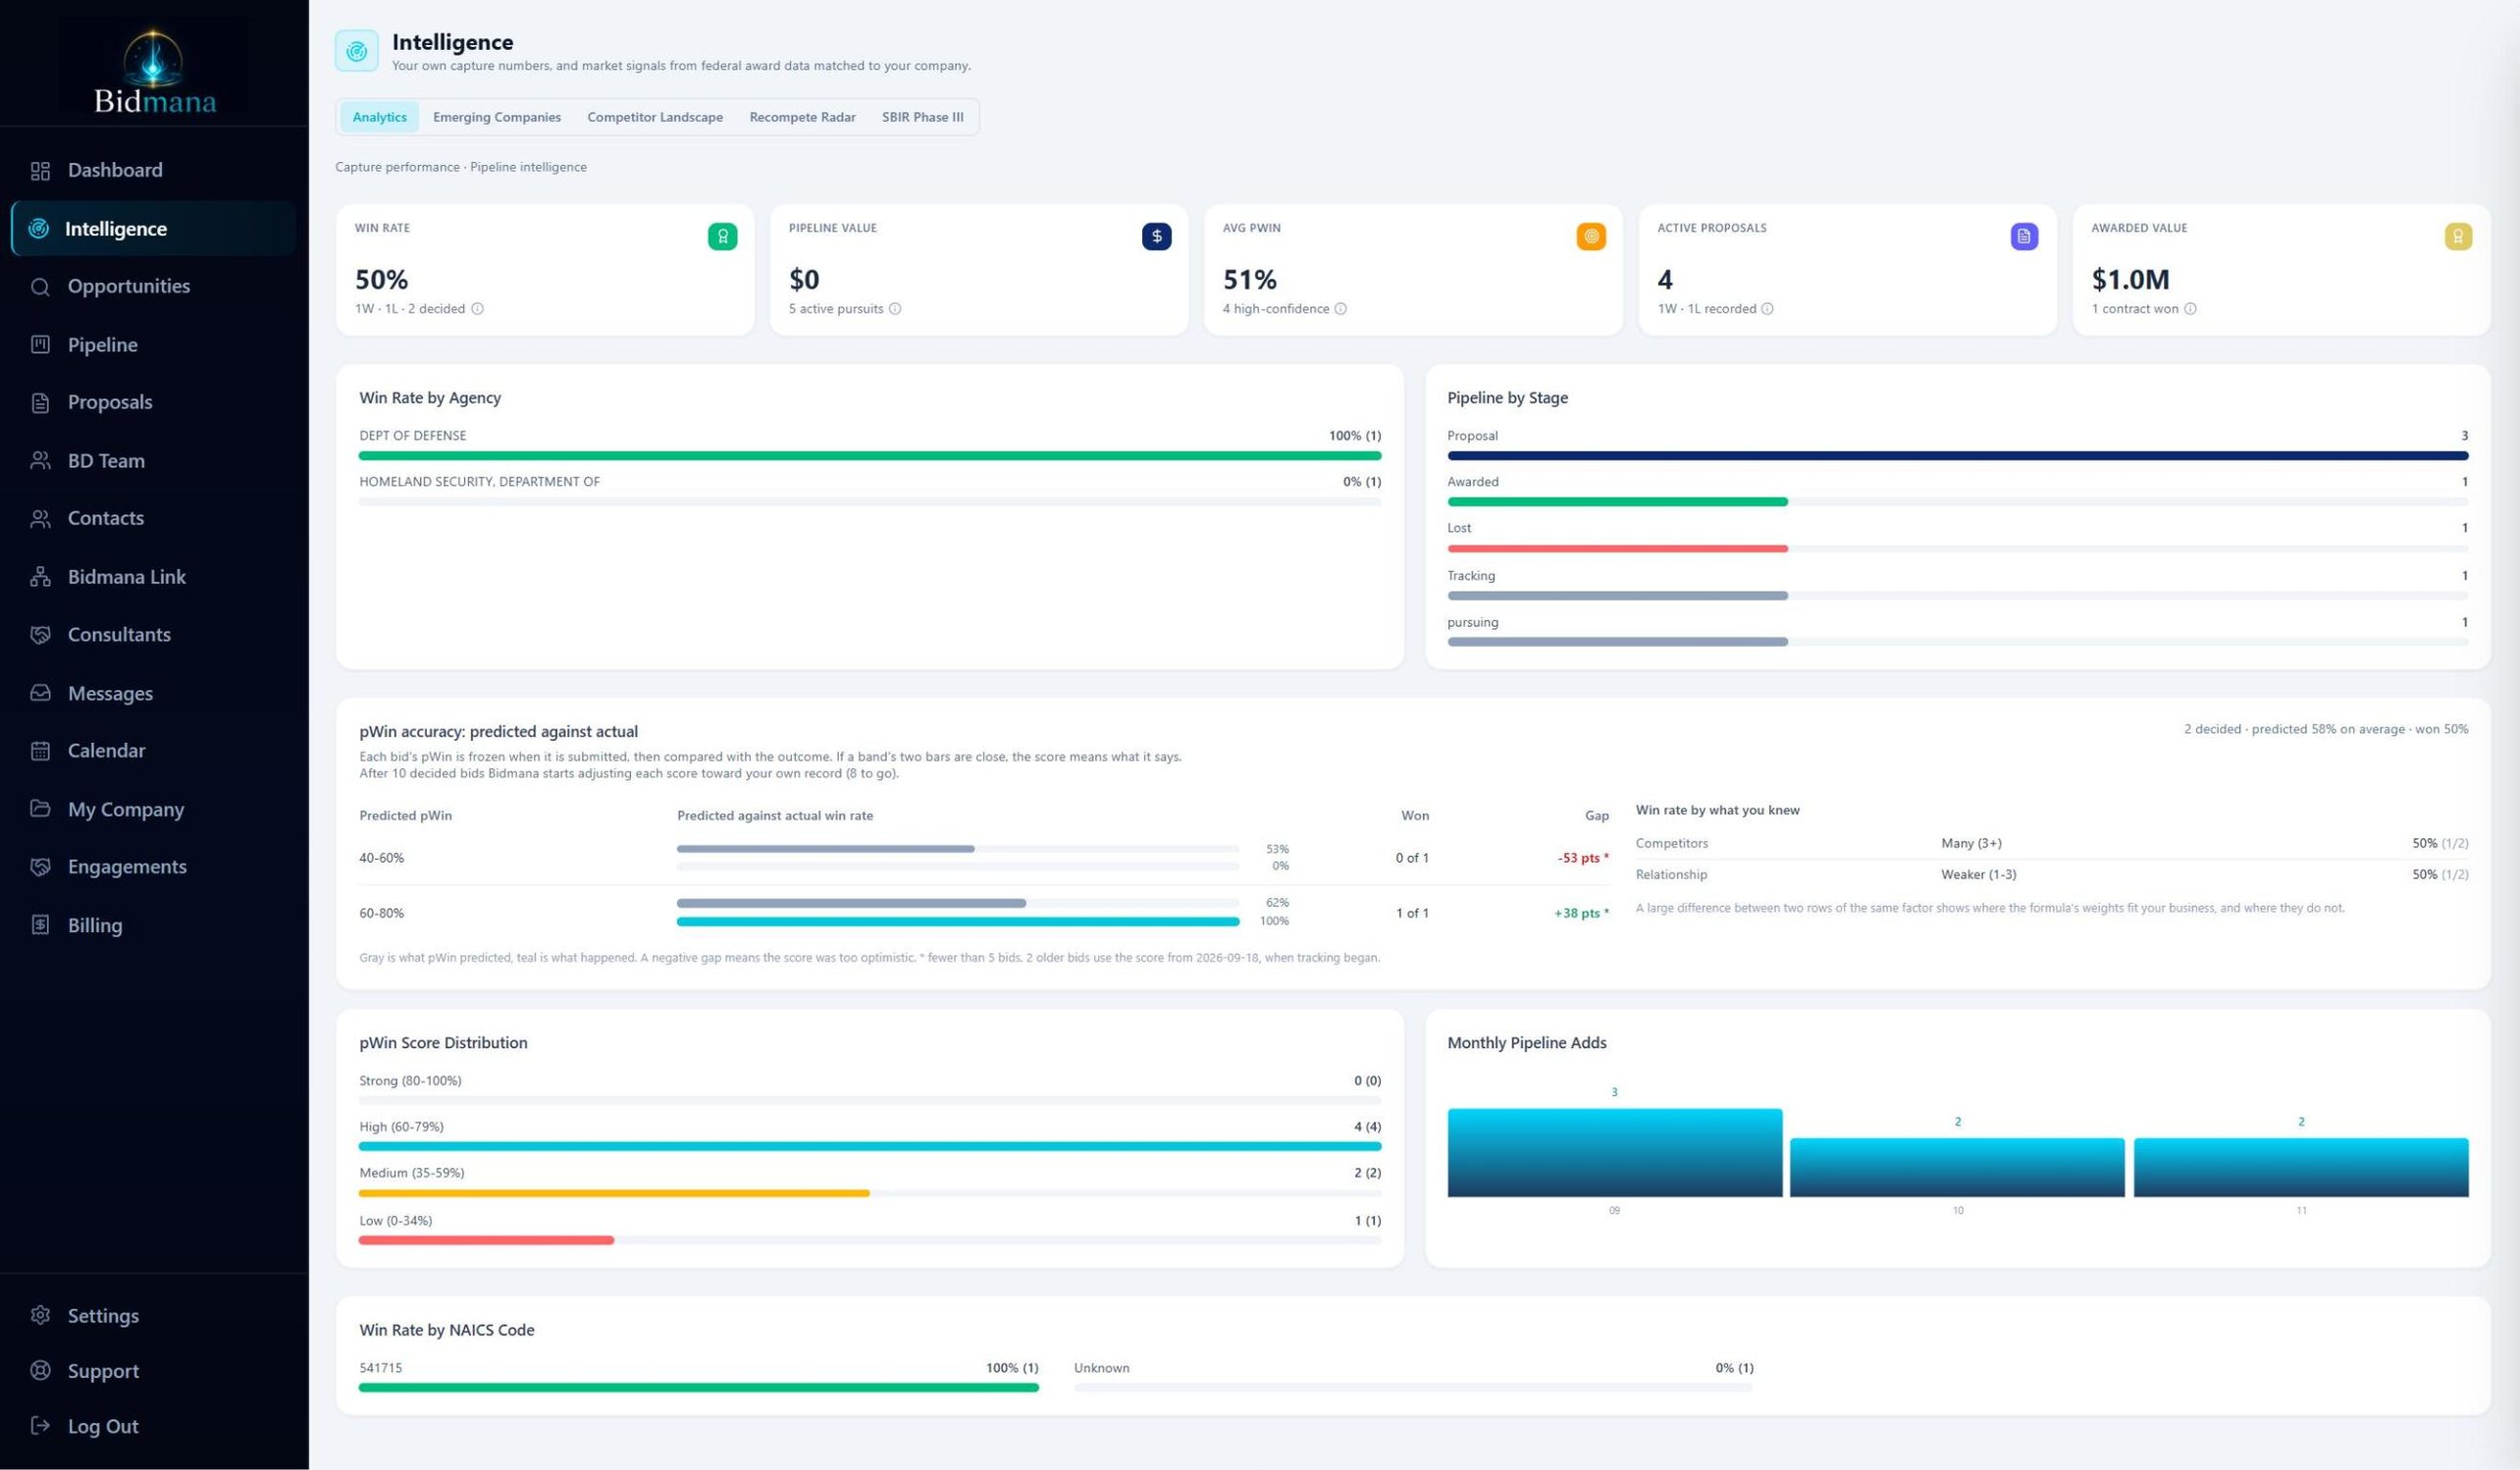 Bidmana
Dashboard
Intelligence
Opportunities
Pipeline
Proposals
BD Team
Contacts
Bidmana Link
Consultants
Messages
Calendar
My Company
Engagements
Billing
Settings
Support
Log Out
Intelligence
Your own capture numbers, and market signals from federal award data matched to your company.
Analytics Emerging Companies Competitor Landscape Recompete Radar SBIR Phase III
Capture performance · Pipeline intelligence
WIN RATE
50%
1W · 1L · 2 decided
PIPELINE VALUE
$
$0
5 active pursuits
AVG PWIN
51%
4 high-confidence
ACTIVE PROPOSALS
4
1W · 1L recorded
AWARDED VALUE
$1.0M
1 contract won
Win Rate by Agency
DEPT OF DEFENSE 100% (1)
HOMELAND SECURITY, DEPARTMENT OF 0% (1)
Pipeline by Stage
Proposal 3
Awarded 1
Lost 1
Tracking 1
pursuing 1
pWin accuracy: predicted against actual
2 decided · predicted 58% on average · won 50%
Each bid's pWin is frozen when it is submitted, then compared with the outcome. If a band's two bars are close, the score means what it says.
After 10 decided bids Bidmana starts adjusting each score toward your own record (8 to go).
Predicted pWin Predicted against actual win rate Won Gap
40-60% 53% 0% 0 of 1 -53 pts *
60-80% 62% 100% 1 of 1 +38 pts *
Gray is what pWin predicted, teal is what happened. A negative gap means the score was too optimistic. * fewer than 5 bids. 2 older bids use the score from 2026-09-18, when tracking began.
Win rate by what you knew
Competitors Many (3+) 50% (1/2)
Relationship Weaker (1-3) 50% (1/2)
A large difference between two rows of the same factor shows where the formula's weights fit your business, and where they do not.
pWin Score Distribution
Strong (80-100%) 0 (0)
High (60-79%) 4 (4)
Medium (35-59%) 2 (2)
Low (0-34%) 1 (1)
Monthly Pipeline Adds
3 2 2
09 10 11
Win Rate by NAICS Code
541715 100% (1) Unknown 0% (1)